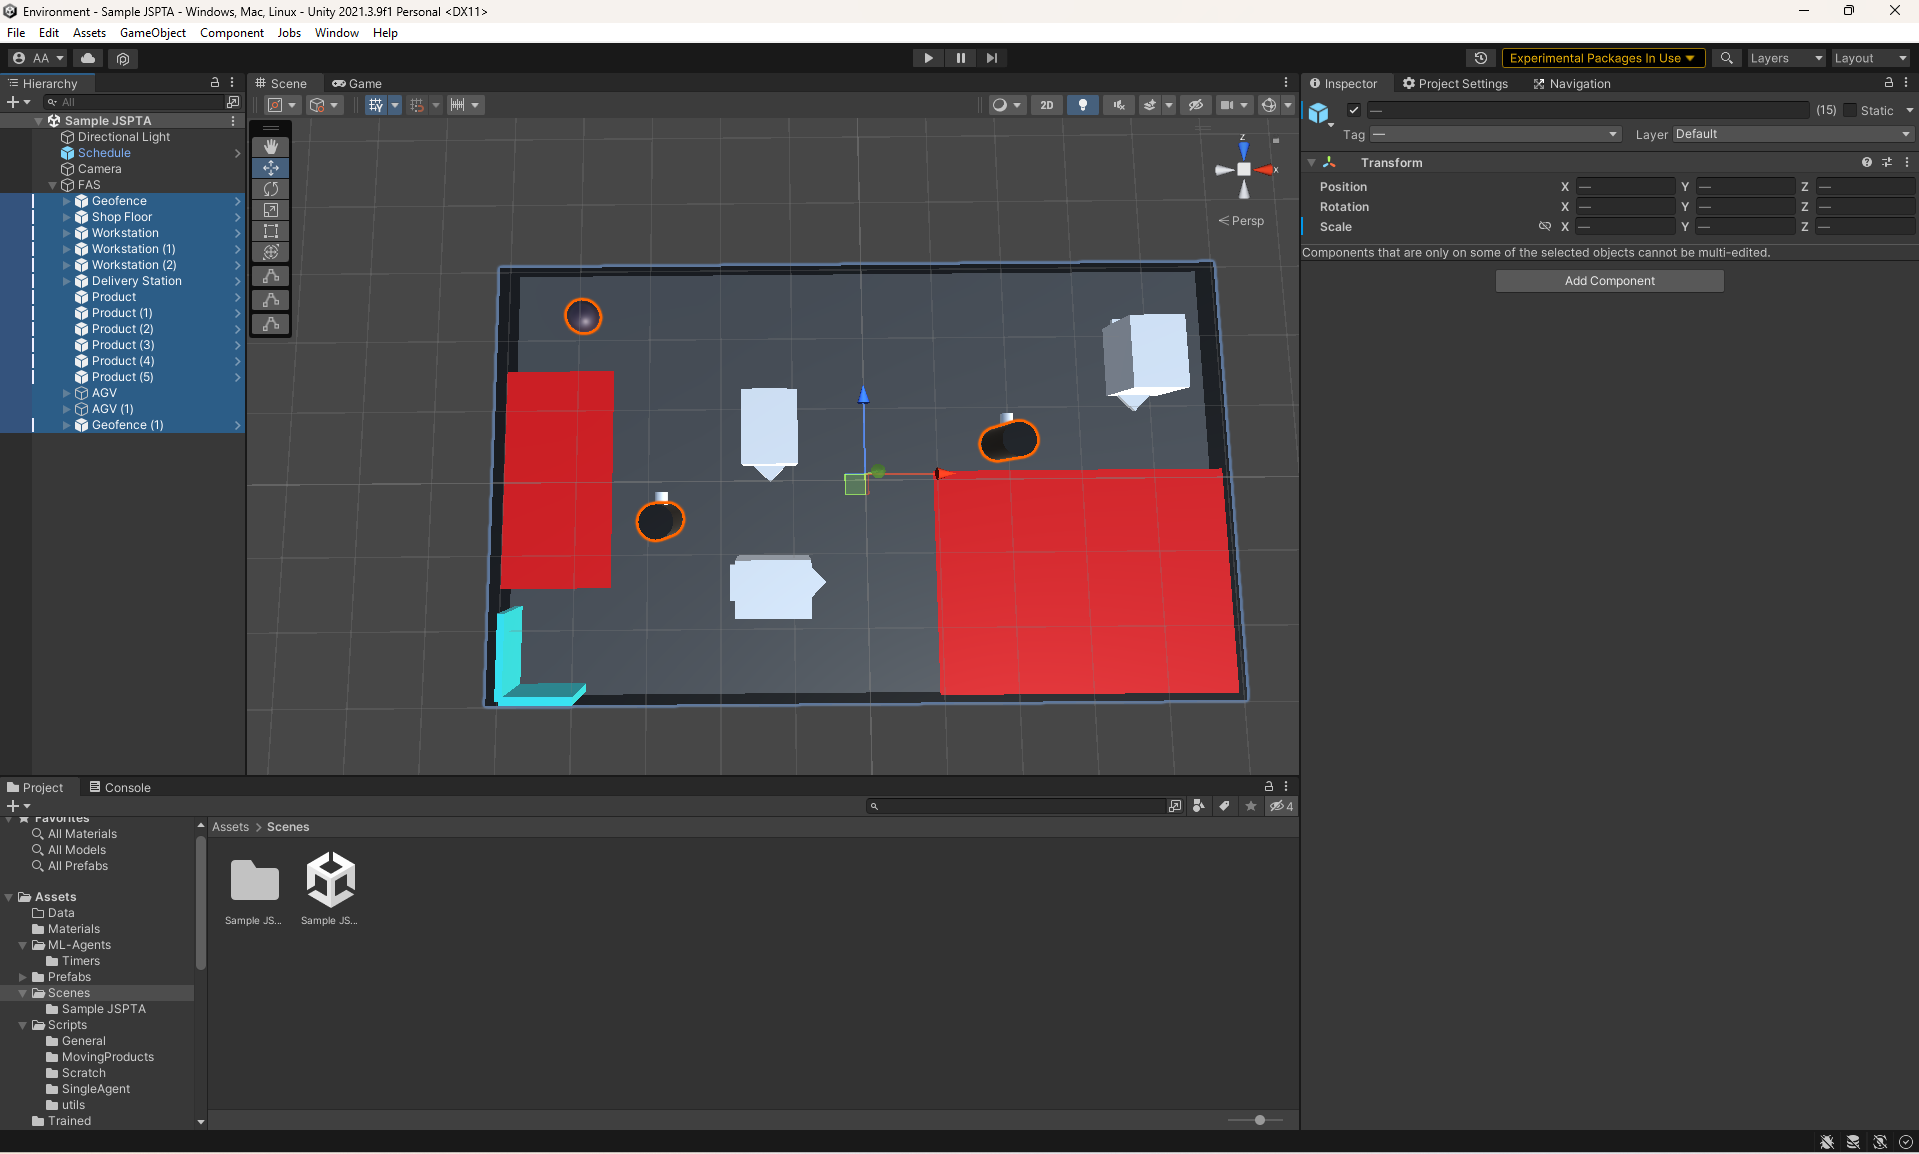 Environment - Sample JSPTA - Windows, Mac, Linux - Unity 2021.3.9f1 Personal <DX11>
File Edit Assets GameObject Component Jobs Window Help
AA Experimental Packages In Use Layers Layout
Hierarchy
All
Sample JSPTA
Directional Light
Schedule
Camera
FAS
Geofence
Shop Floor
Workstation
Workstation (1)
Workstation (2)
Delivery Station
Product
Product (1)
Product (2)
Product (3)
Product (4)
Product (5)
AGV
AGV (1)
Geofence (1)
Scene Game
2D
z
x
Persp
Inspector Project Settings Navigation
— (15) Static
Tag — Layer Default
Transform
Position X — Y — Z —
Rotation X — Y — Z —
Scale X — Y — Z —
Components that are only on some of the selected objects cannot be multi-edited.
Add Component
Project Console
4
Favorites
All Materials
All Models
All Prefabs
Assets
Data
Materials
ML-Agents
Timers
Prefabs
Scenes
Sample JSPTA
Scripts
General
MovingProducts
Scratch
SingleAgent
utils
Trained
Assets > Scenes
Sample JS... Sample JS...